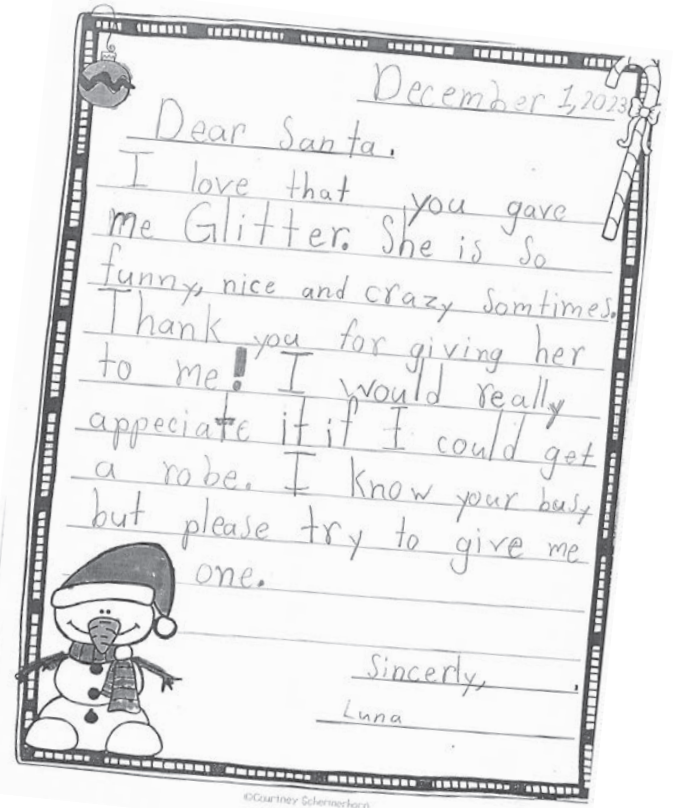 December 1, 2023
Dear Santa.
I love that you gave
me Glitter. She is so
funny, nice and crazy somtimes.
Thank you for giving her
to me! I would really
appeciate it if I could get
a robe. I know your busy
but please try to give me
one.
Sincerly,
Luna
©Courtney Schermerhorn